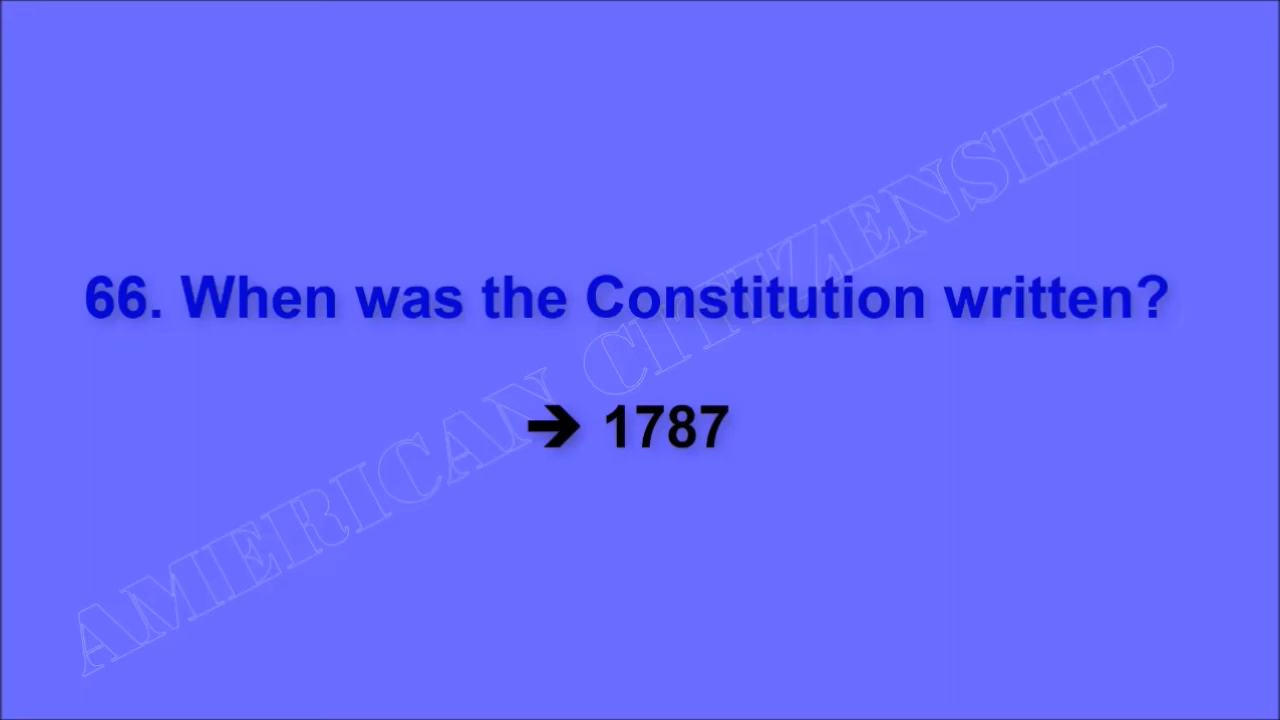 66. When was the Constitution written?
➔ 1787
AMERICAN CITIZENSHIP